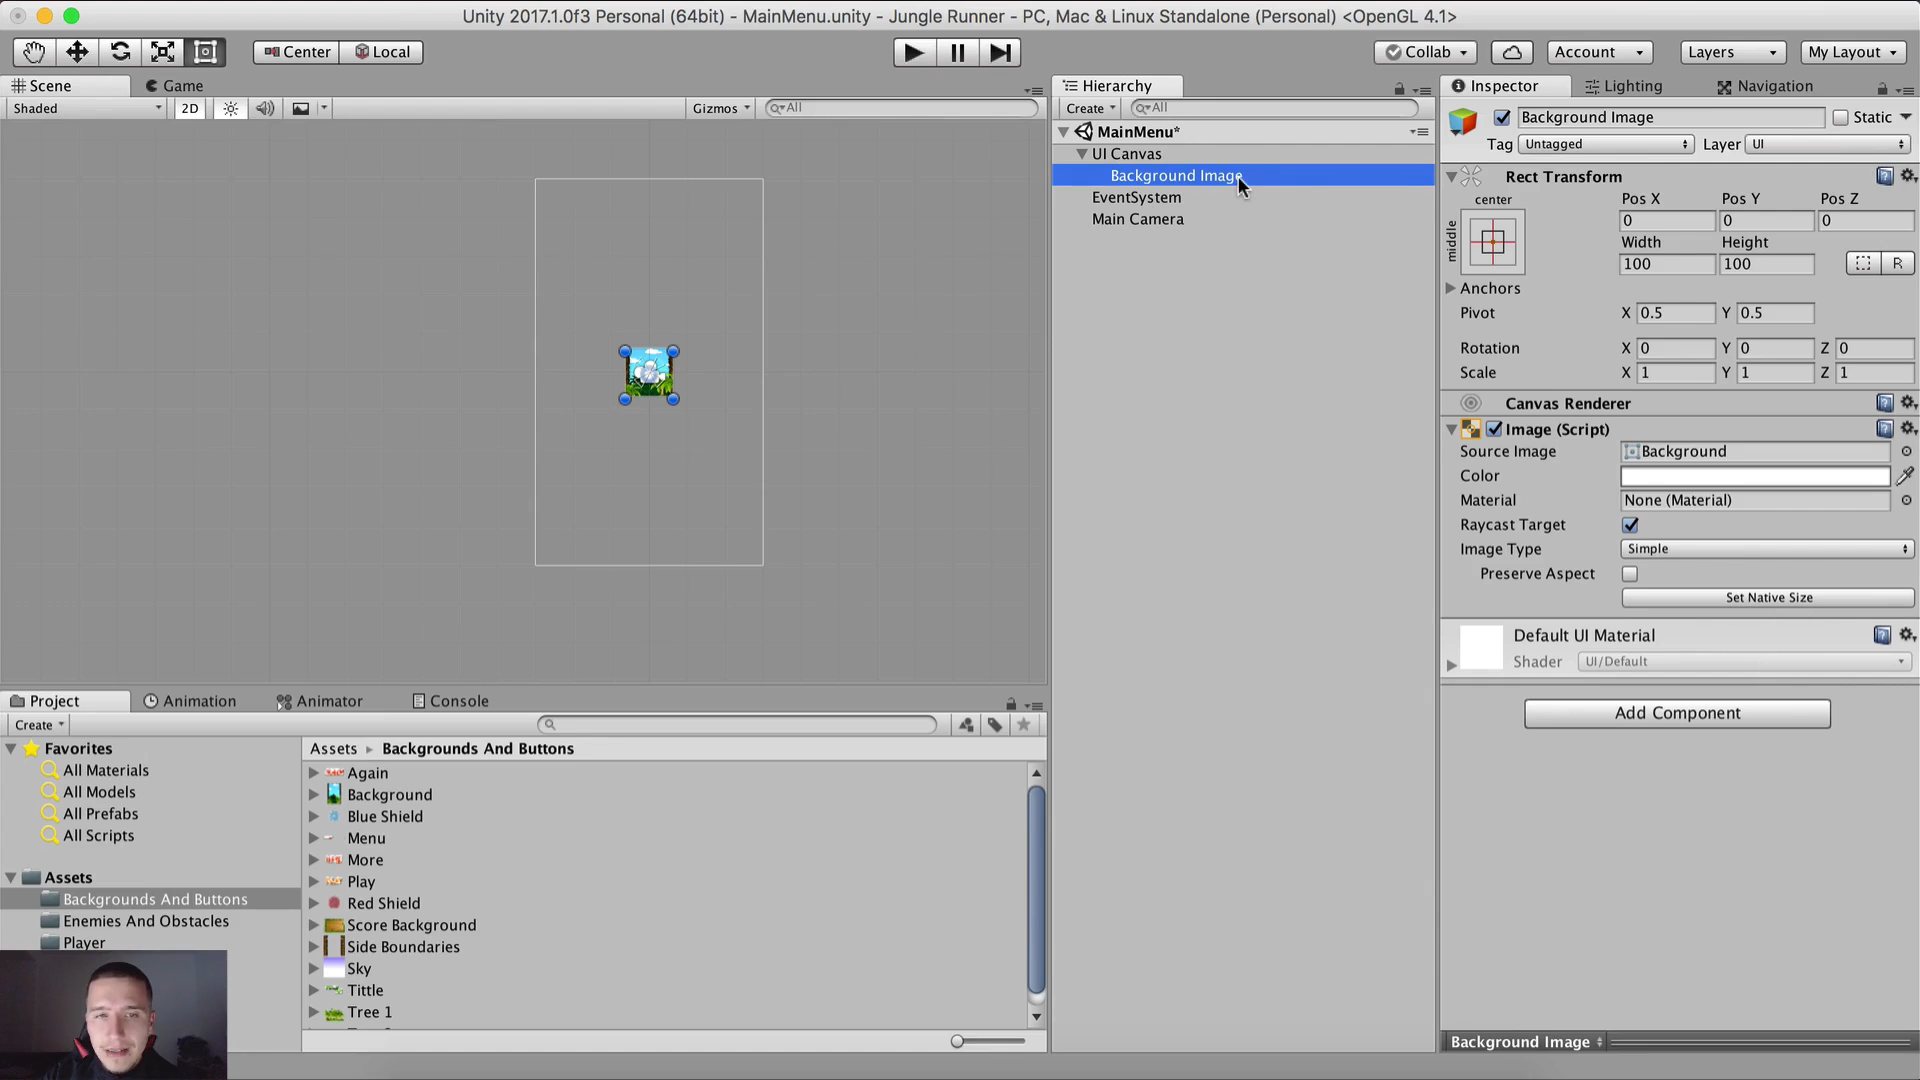 Unity 2017.1.0f3 Personal (64bit) - MainMenu.unity - Jungle Runner - PC, Mac & Linux Standalone (Personal) <OpenGL 4.1>
Center Local
Collab Account Layers My Layout
Scene Game
Shaded 2D Gizmos All
Hierarchy
Create All
MainMenu*
UI Canvas
Background Image
EventSystem
Main Camera
Inspector Lighting Navigation
Background Image Static
Tag Untagged Layer UI
Rect Transform
center Pos X Pos Y Pos Z
middle 0 0 0
Width Height
100 100 R
Anchors
Pivot X 0.5 Y 0.5
Rotation X 0 Y 0 Z 0
Scale X 1 Y 1 Z 1
Canvas Renderer
Image (Script)
Source Image Background
Color
Material None (Material)
Raycast Target
Image Type Simple
Preserve Aspect
Set Native Size
Default UI Material
Shader UI/Default
Add Component
Background Image
Project Animation Animator Console
Create
Favorites
All Materials
All Models
All Prefabs
All Scripts
Assets
Backgrounds And Buttons
Enemies And Obstacles
Player
Assets Backgrounds And Buttons
Again
Background
Blue Shield
Menu
More
Play
Red Shield
Score Background
Side Boundaries
Sky
Tittle
Tree 1